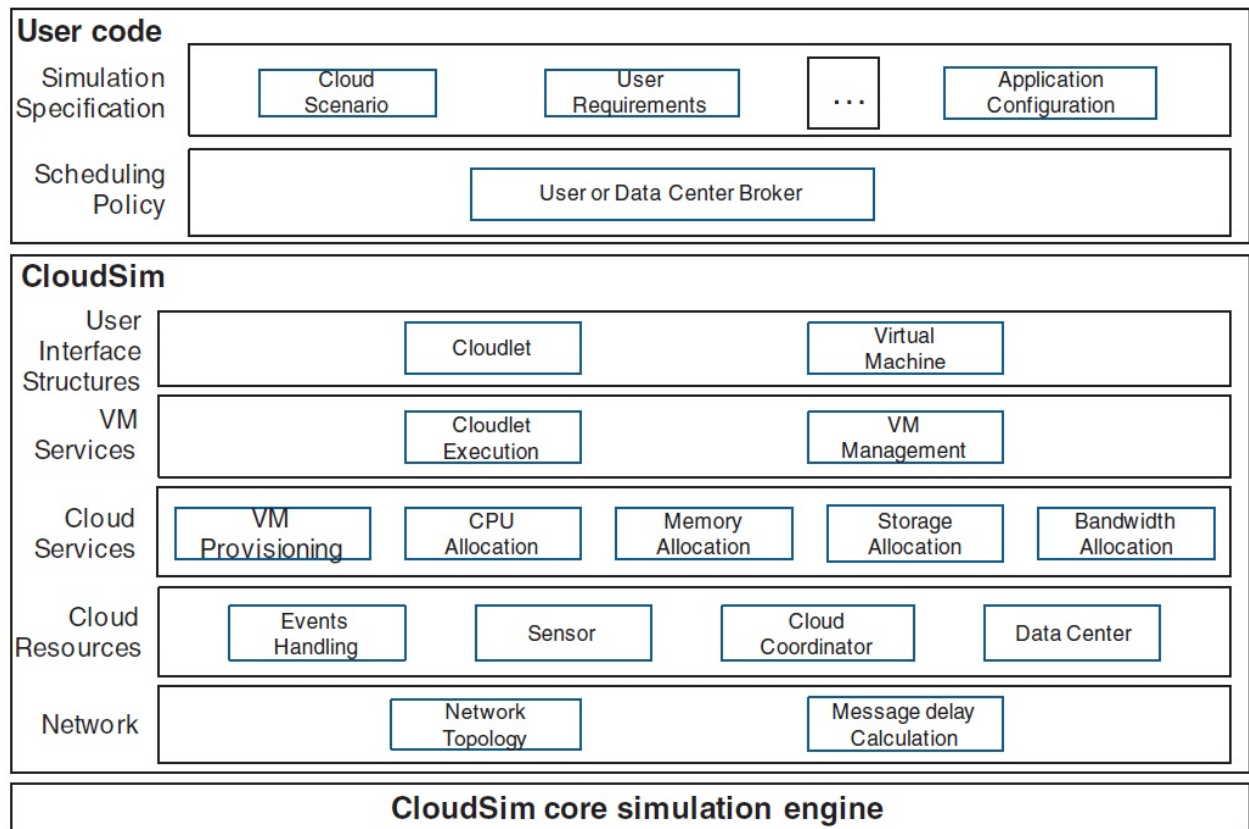 User code
Simulation
Specification
Cloud
Scenario
User
Requirements
...
Application
Configuration
Scheduling
Policy
User or Data Center Broker
CloudSim
User
Interface
Structures
Cloudlet
Virtual
Machine
VM
Services
Cloudlet
Execution
VM
Management
Cloud
Services
VM
Provisioning
CPU
Allocation
Memory
Allocation
Storage
Allocation
Bandwidth
Allocation
Cloud
Resources
Events
Handling
Sensor
Cloud
Coordinator
Data Center
Network
Network
Topology
Message delay
Calculation
CloudSim core simulation engine